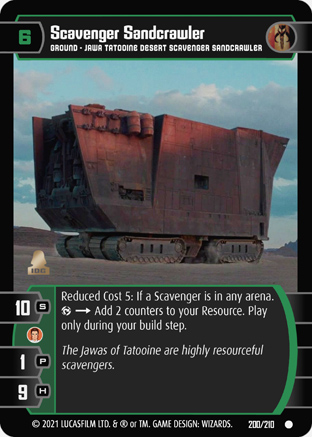 6
Scavenger Sandcrawler
GROUND - JAWA TATOOINE DESERT SCAVENGER SANDCRAWLER
IDC
10 S
Reduced Cost 5: If a Scavenger is in any arena.
→ Add 2 counters to your Resource. Play
only during your build step.
1 P
The Jawas of Tatooine are highly resourceful
scavengers.
9 H
© 2021 LUCASFILM LTD. & ® or TM. GAME DESIGN: WIZARDS.
200/210